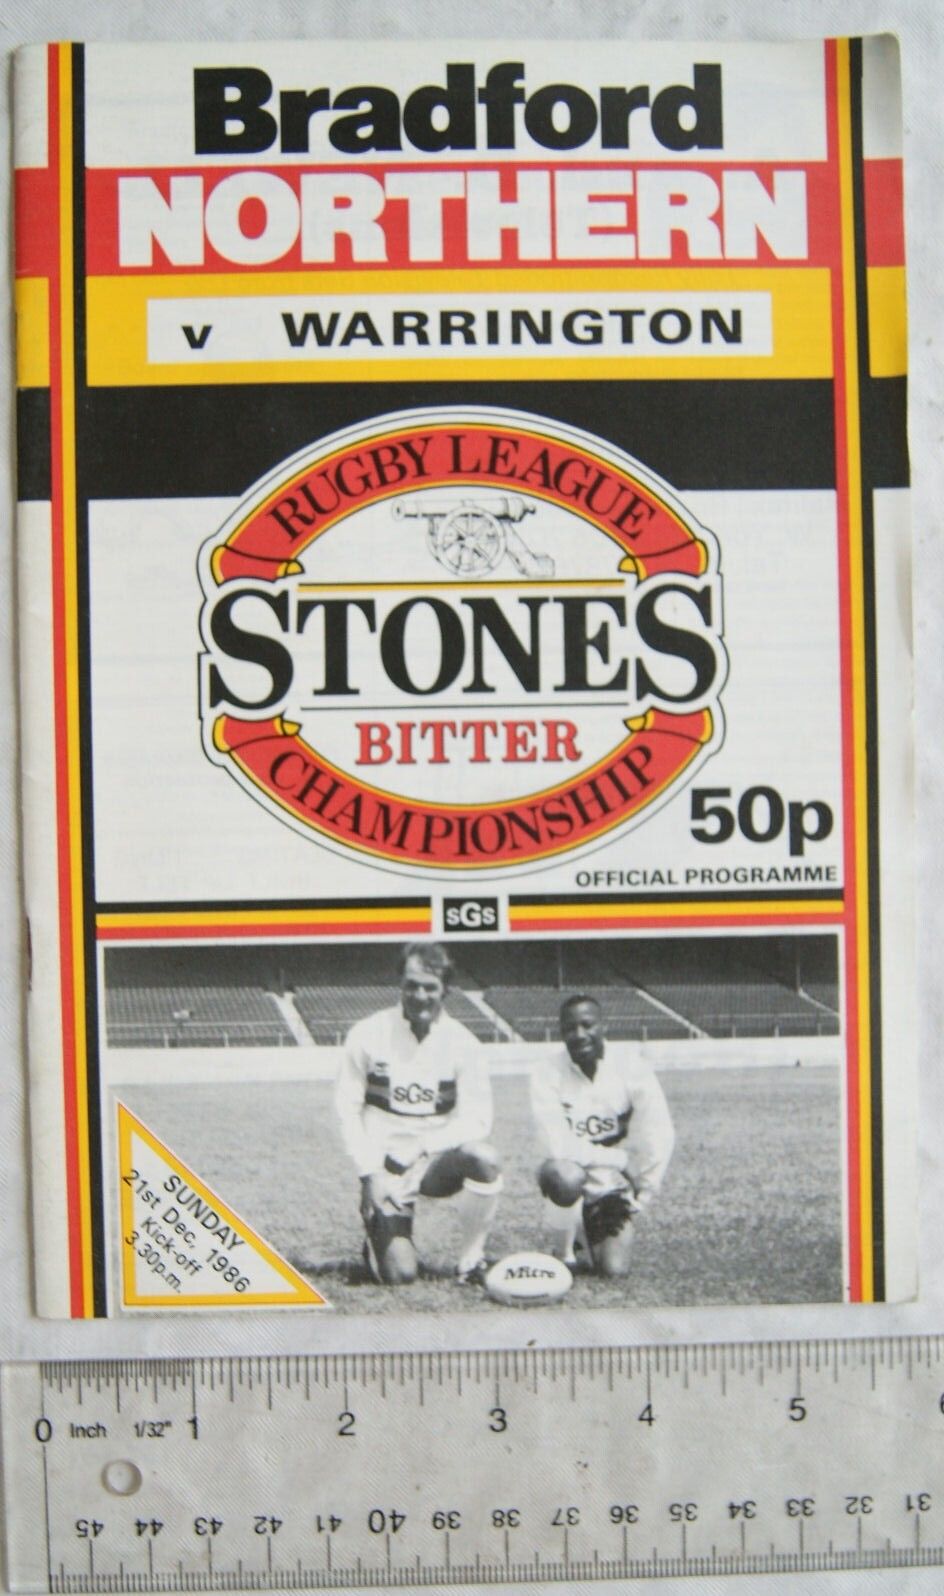 Bradford
NORTHERN
v WARRINGTON
RUGBY LEAGUE
STONES
BITTER
CHAMPIONSHIP
50p
OFFICIAL PROGRAMME
sGs
sGs
sGs
SUNDAY
21st Dec, 1986
Kick-off
3.30p.m.
Mitre
0 Inch 1/32" 1 2 3 4 5 6
45 44 43 42 41 40 39 38 37 36 35 34 33 32 31